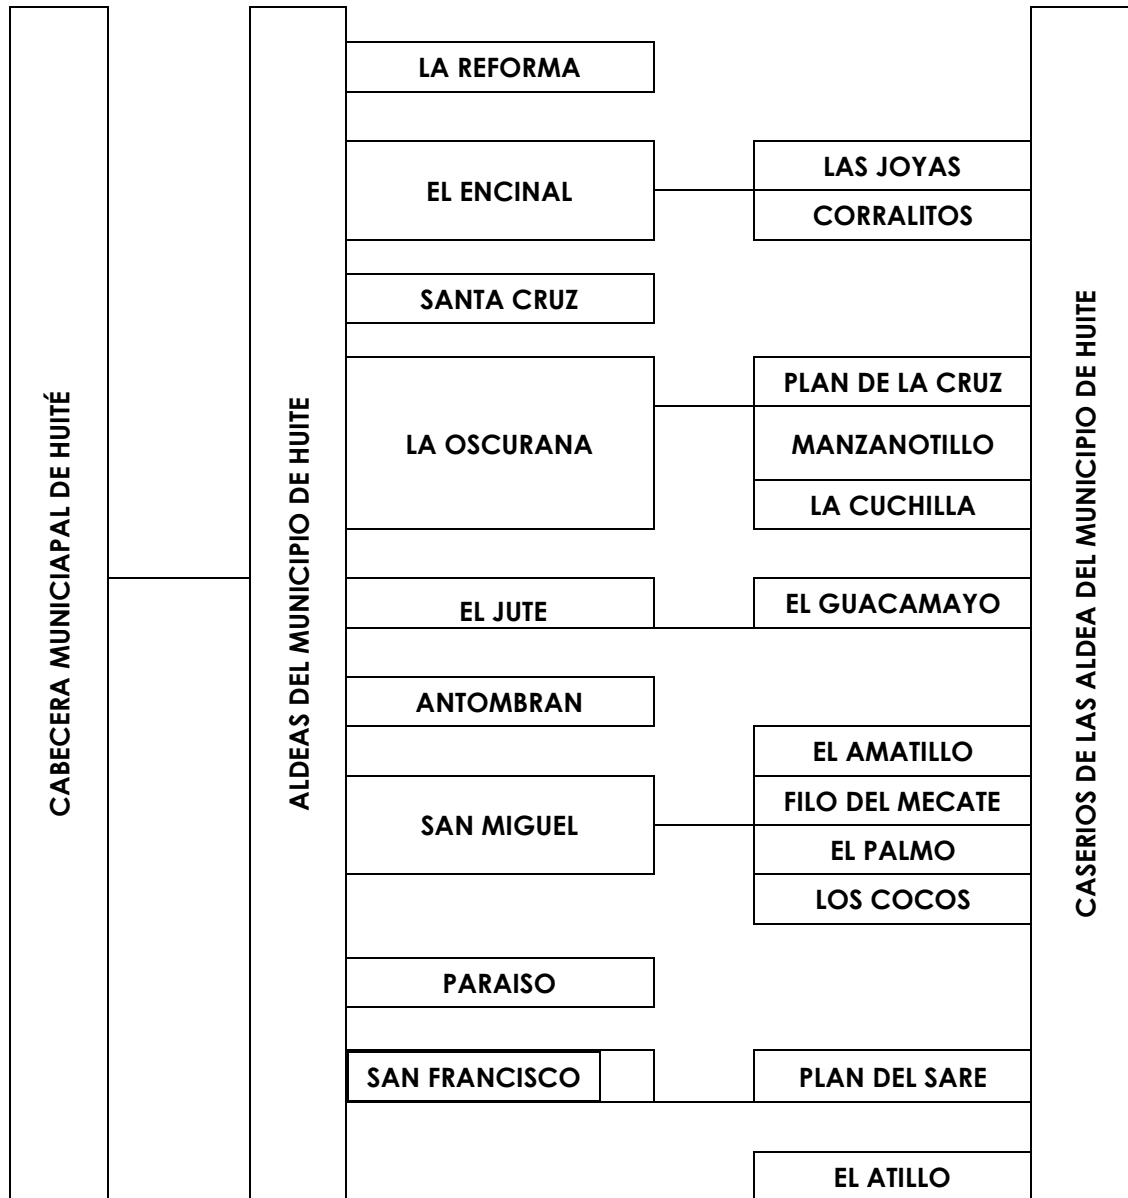 CABECERA MUNICIAPAL DE HUITÉ
ALDEAS DEL MUNICIPIO DE HUITE
LA REFORMA
EL ENCINAL
LAS JOYAS
CORRALITOS
SANTA CRUZ
LA OSCURANA
PLAN DE LA CRUZ
MANZANOTILLO
LA CUCHILLA
EL JUTE
EL GUACAMAYO
ANTOMBRAN
SAN MIGUEL
EL AMATILLO
FILO DEL MECATE
EL PALMO
LOS COCOS
PARAISO
SAN FRANCISCO
PLAN DEL SARE
EL ATILLO
CASERIOS DE LAS ALDEA DEL MUNICIPIO DE HUITE